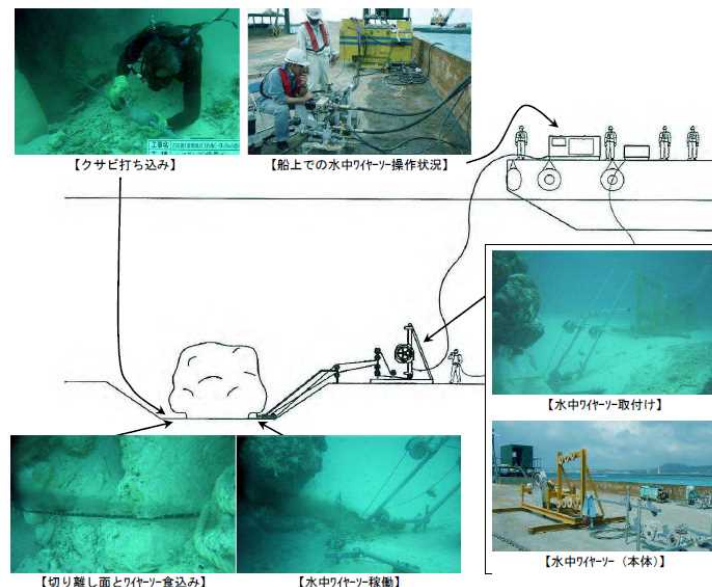 【クサビ打ち込み】
【船上での水中ﾜｲﾔｰｿｰ操作状況】
【水中ﾜｲﾔｰｿｰ取付け】
【水中ﾜｲﾔｰｿｰ（本体）】
【切り離し面とﾜｲﾔｰｿｰ食込み】
【水中ﾜｲﾔｰｿｰ稼働】